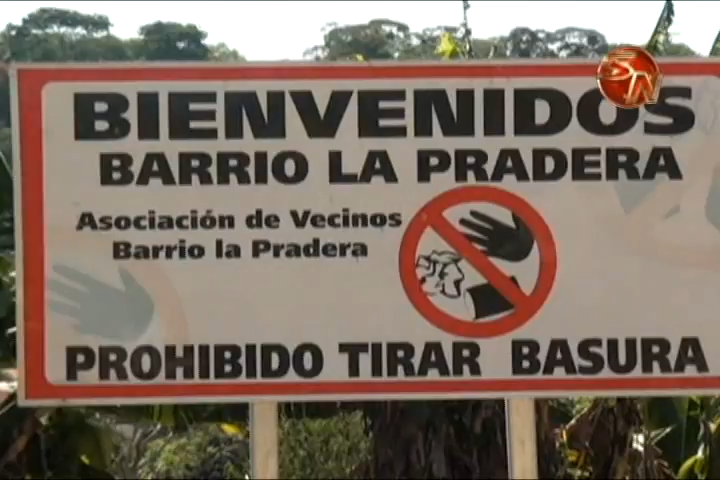 BIENVENIDOS
BARRIO LA PRADERA
Asociación de Vecinos
Barrio la Pradera
PROHIBIDO TIRAR BASURA